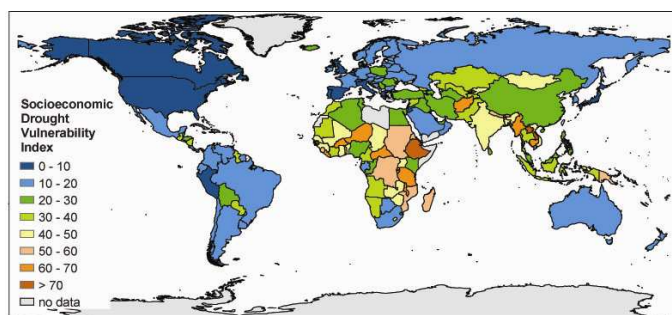 Socioeconomic
Drought
Vulnerability
Index
0 - 10
10 - 20
20 - 30
30 - 40
40 - 50
50 - 60
60 - 70
> 70
no data